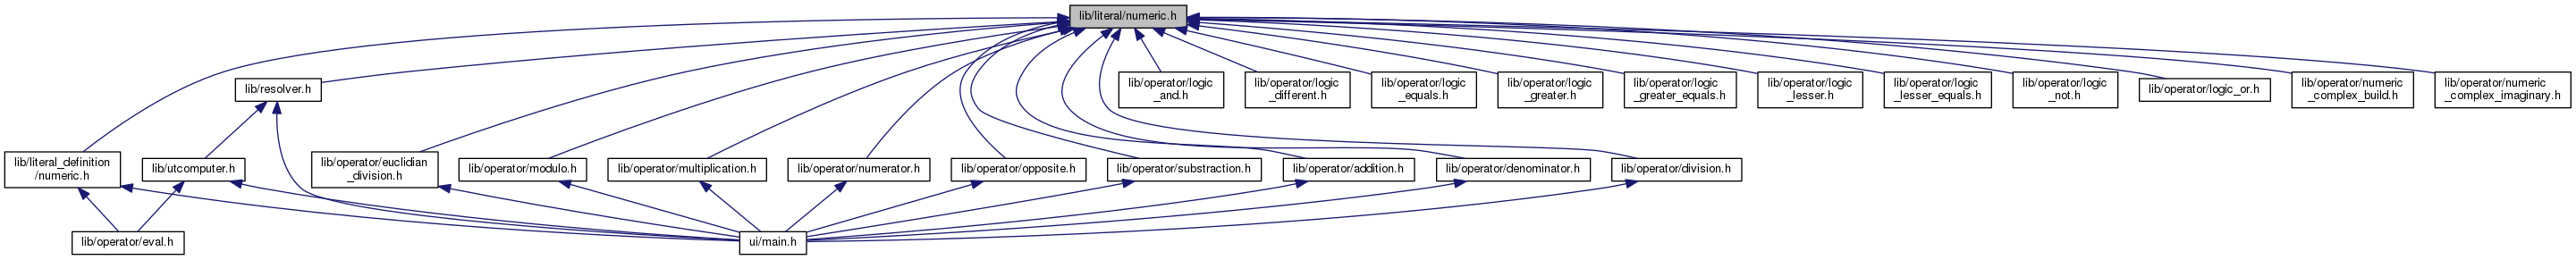 lib/literal/numeric.h
lib/resolver.h
lib/operator/logic
_and.h
lib/operator/logic
_different.h
lib/operator/logic
_equals.h
lib/operator/logic
_greater.h
lib/operator/logic
_greater_equals.h
lib/operator/logic
_lesser.h
lib/operator/logic
_lesser_equals.h
lib/operator/logic
_not.h
lib/operator/logic_or.h
lib/operator/numeric
_complex_build.h
lib/operator/numeric
_complex_imaginary.h
lib/literal_definition
/numeric.h
lib/utcomputer.h
lib/operator/euclidian
_division.h
lib/operator/modulo.h
lib/operator/multiplication.h
lib/operator/numerator.h
lib/operator/opposite.h
lib/operator/substraction.h
lib/operator/addition.h
lib/operator/denominator.h
lib/operator/division.h
lib/operator/eval.h
ui/main.h